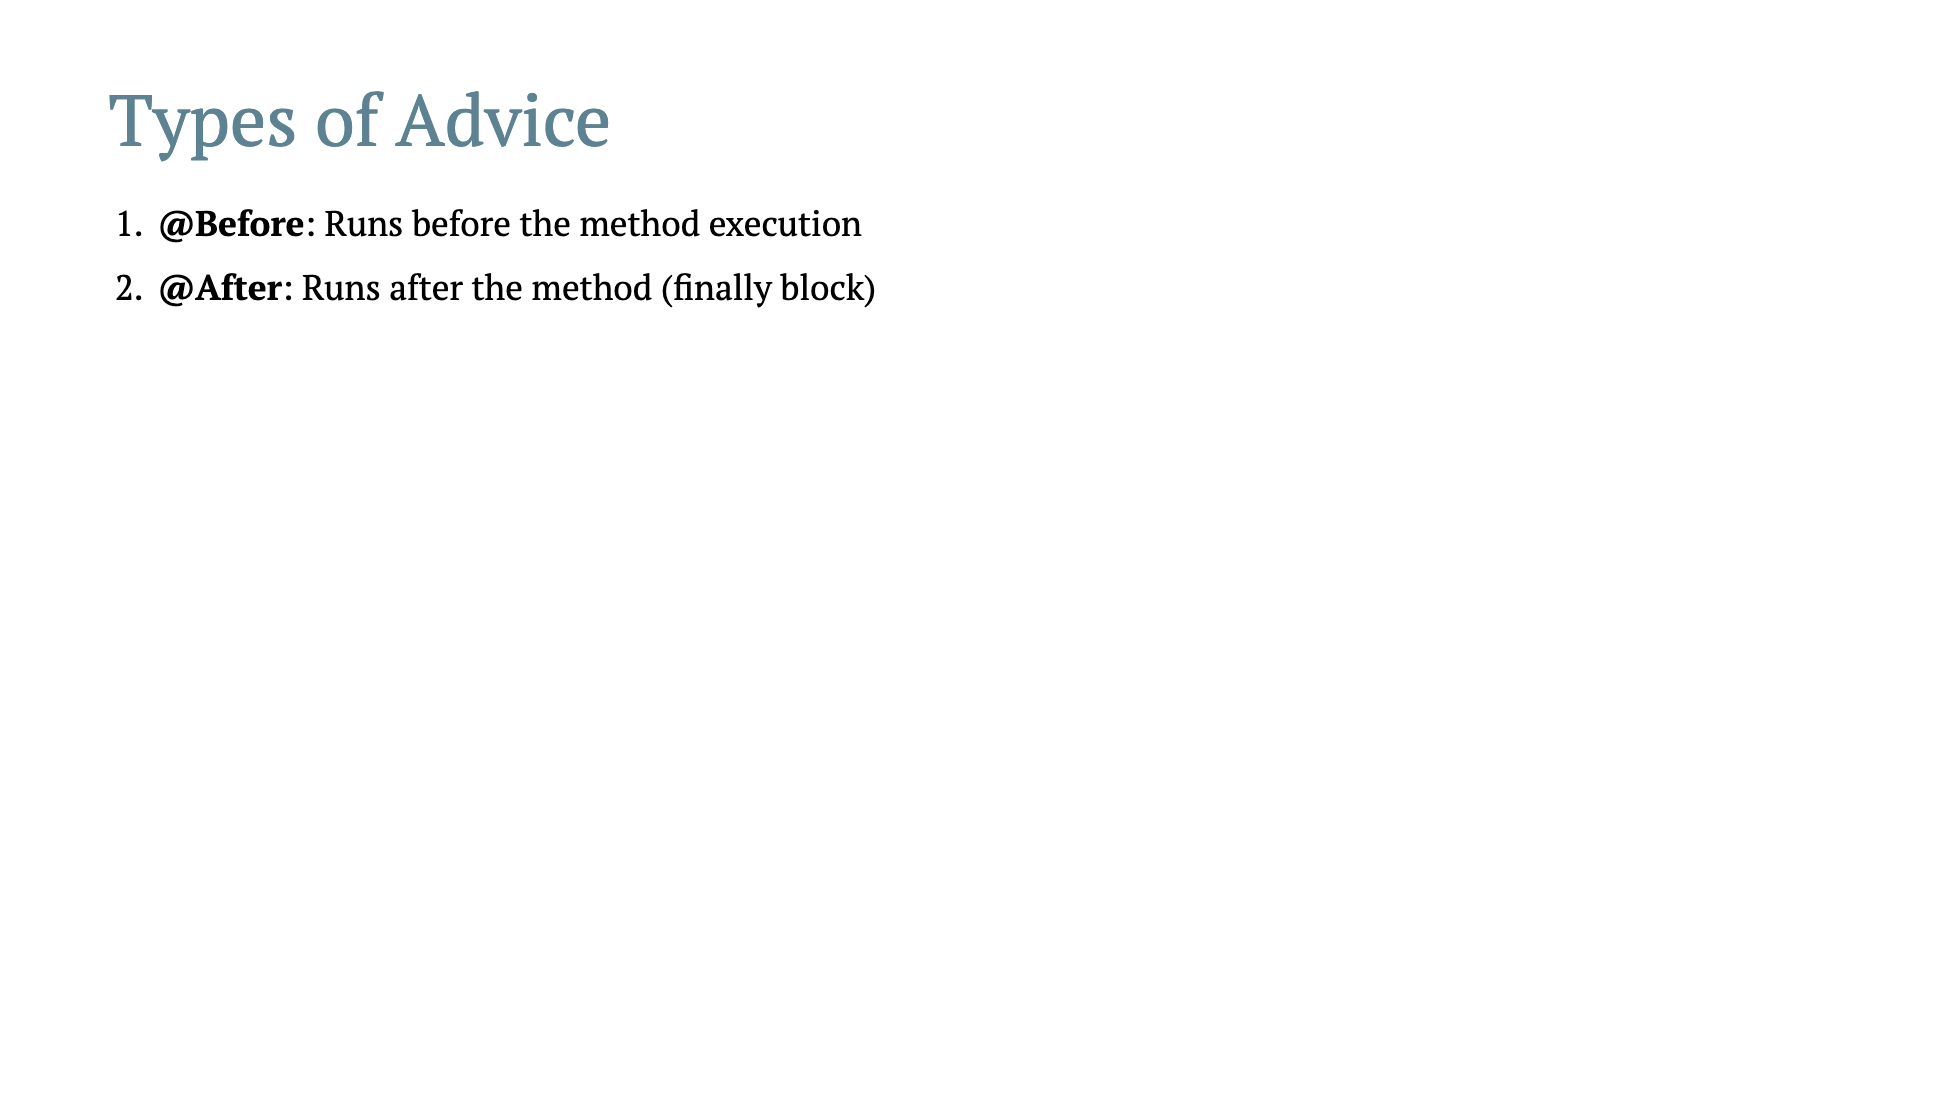 Types of Advice
1. @Before: Runs before the method execution
2. @After: Runs after the method (finally block)